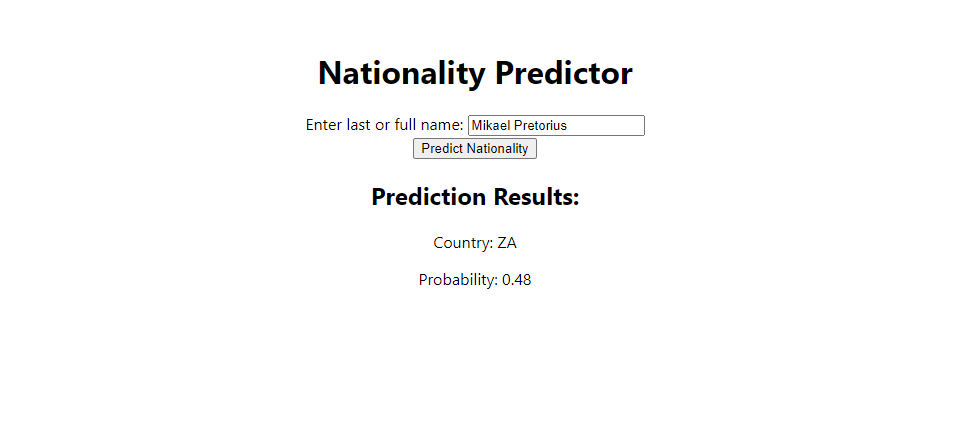 Nationality Predictor
Enter last or full name: Mikael Pretorius
Predict Nationality
Prediction Results:
Country: ZA
Probability: 0.48